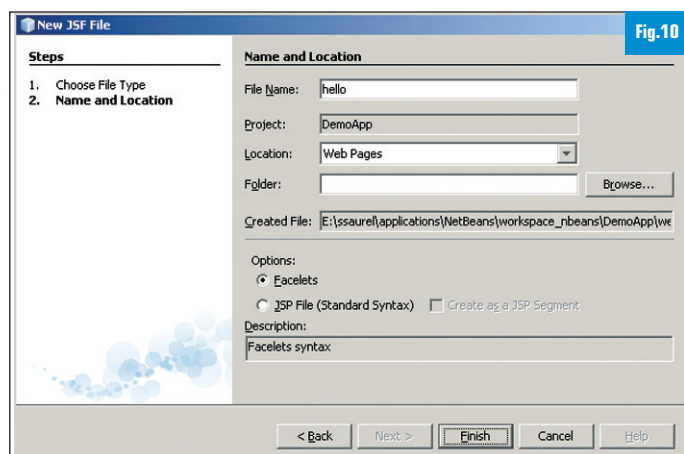 New JSF File
Fig.10
Steps
1. Choose File Type
2. Name and Location
Name and Location
File Name: hello
Project: DemoApp
Location: Web Pages
Folder: Browse...
Created File: E:\ssaurel\applications\NetBeans\workspace_nbeans\DemoApp\we
Options:
Facelets
JSP File (Standard Syntax) Create as a JSP Segment
Description:
Facelets syntax
< Back Next > Finish Cancel Help